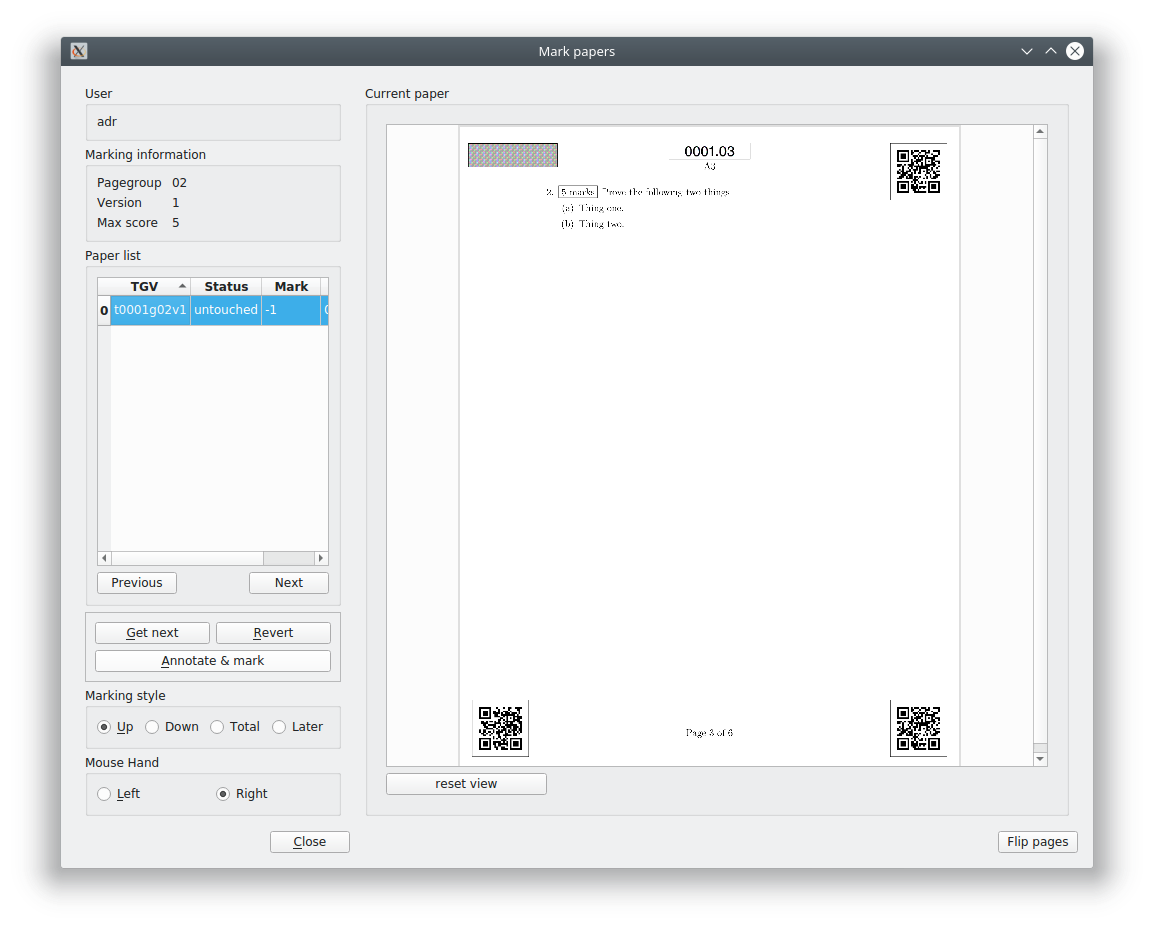 Mark papers
User
adr
Marking information
Pagegroup 02
Version 1
Max score 5
Paper list
TGV Status Mark
0 t0001g02v1 untouched -1
Previous Next
Get next Revert
Annotate & mark
Marking style
Up Down Total Later
Mouse Hand
Left Right
Close
Current paper
0001.03
A3
2. 5 marks Prove the following two things
(a) Thing one.
(b) Thing two.
Page 3 of 6
reset view
Flip pages